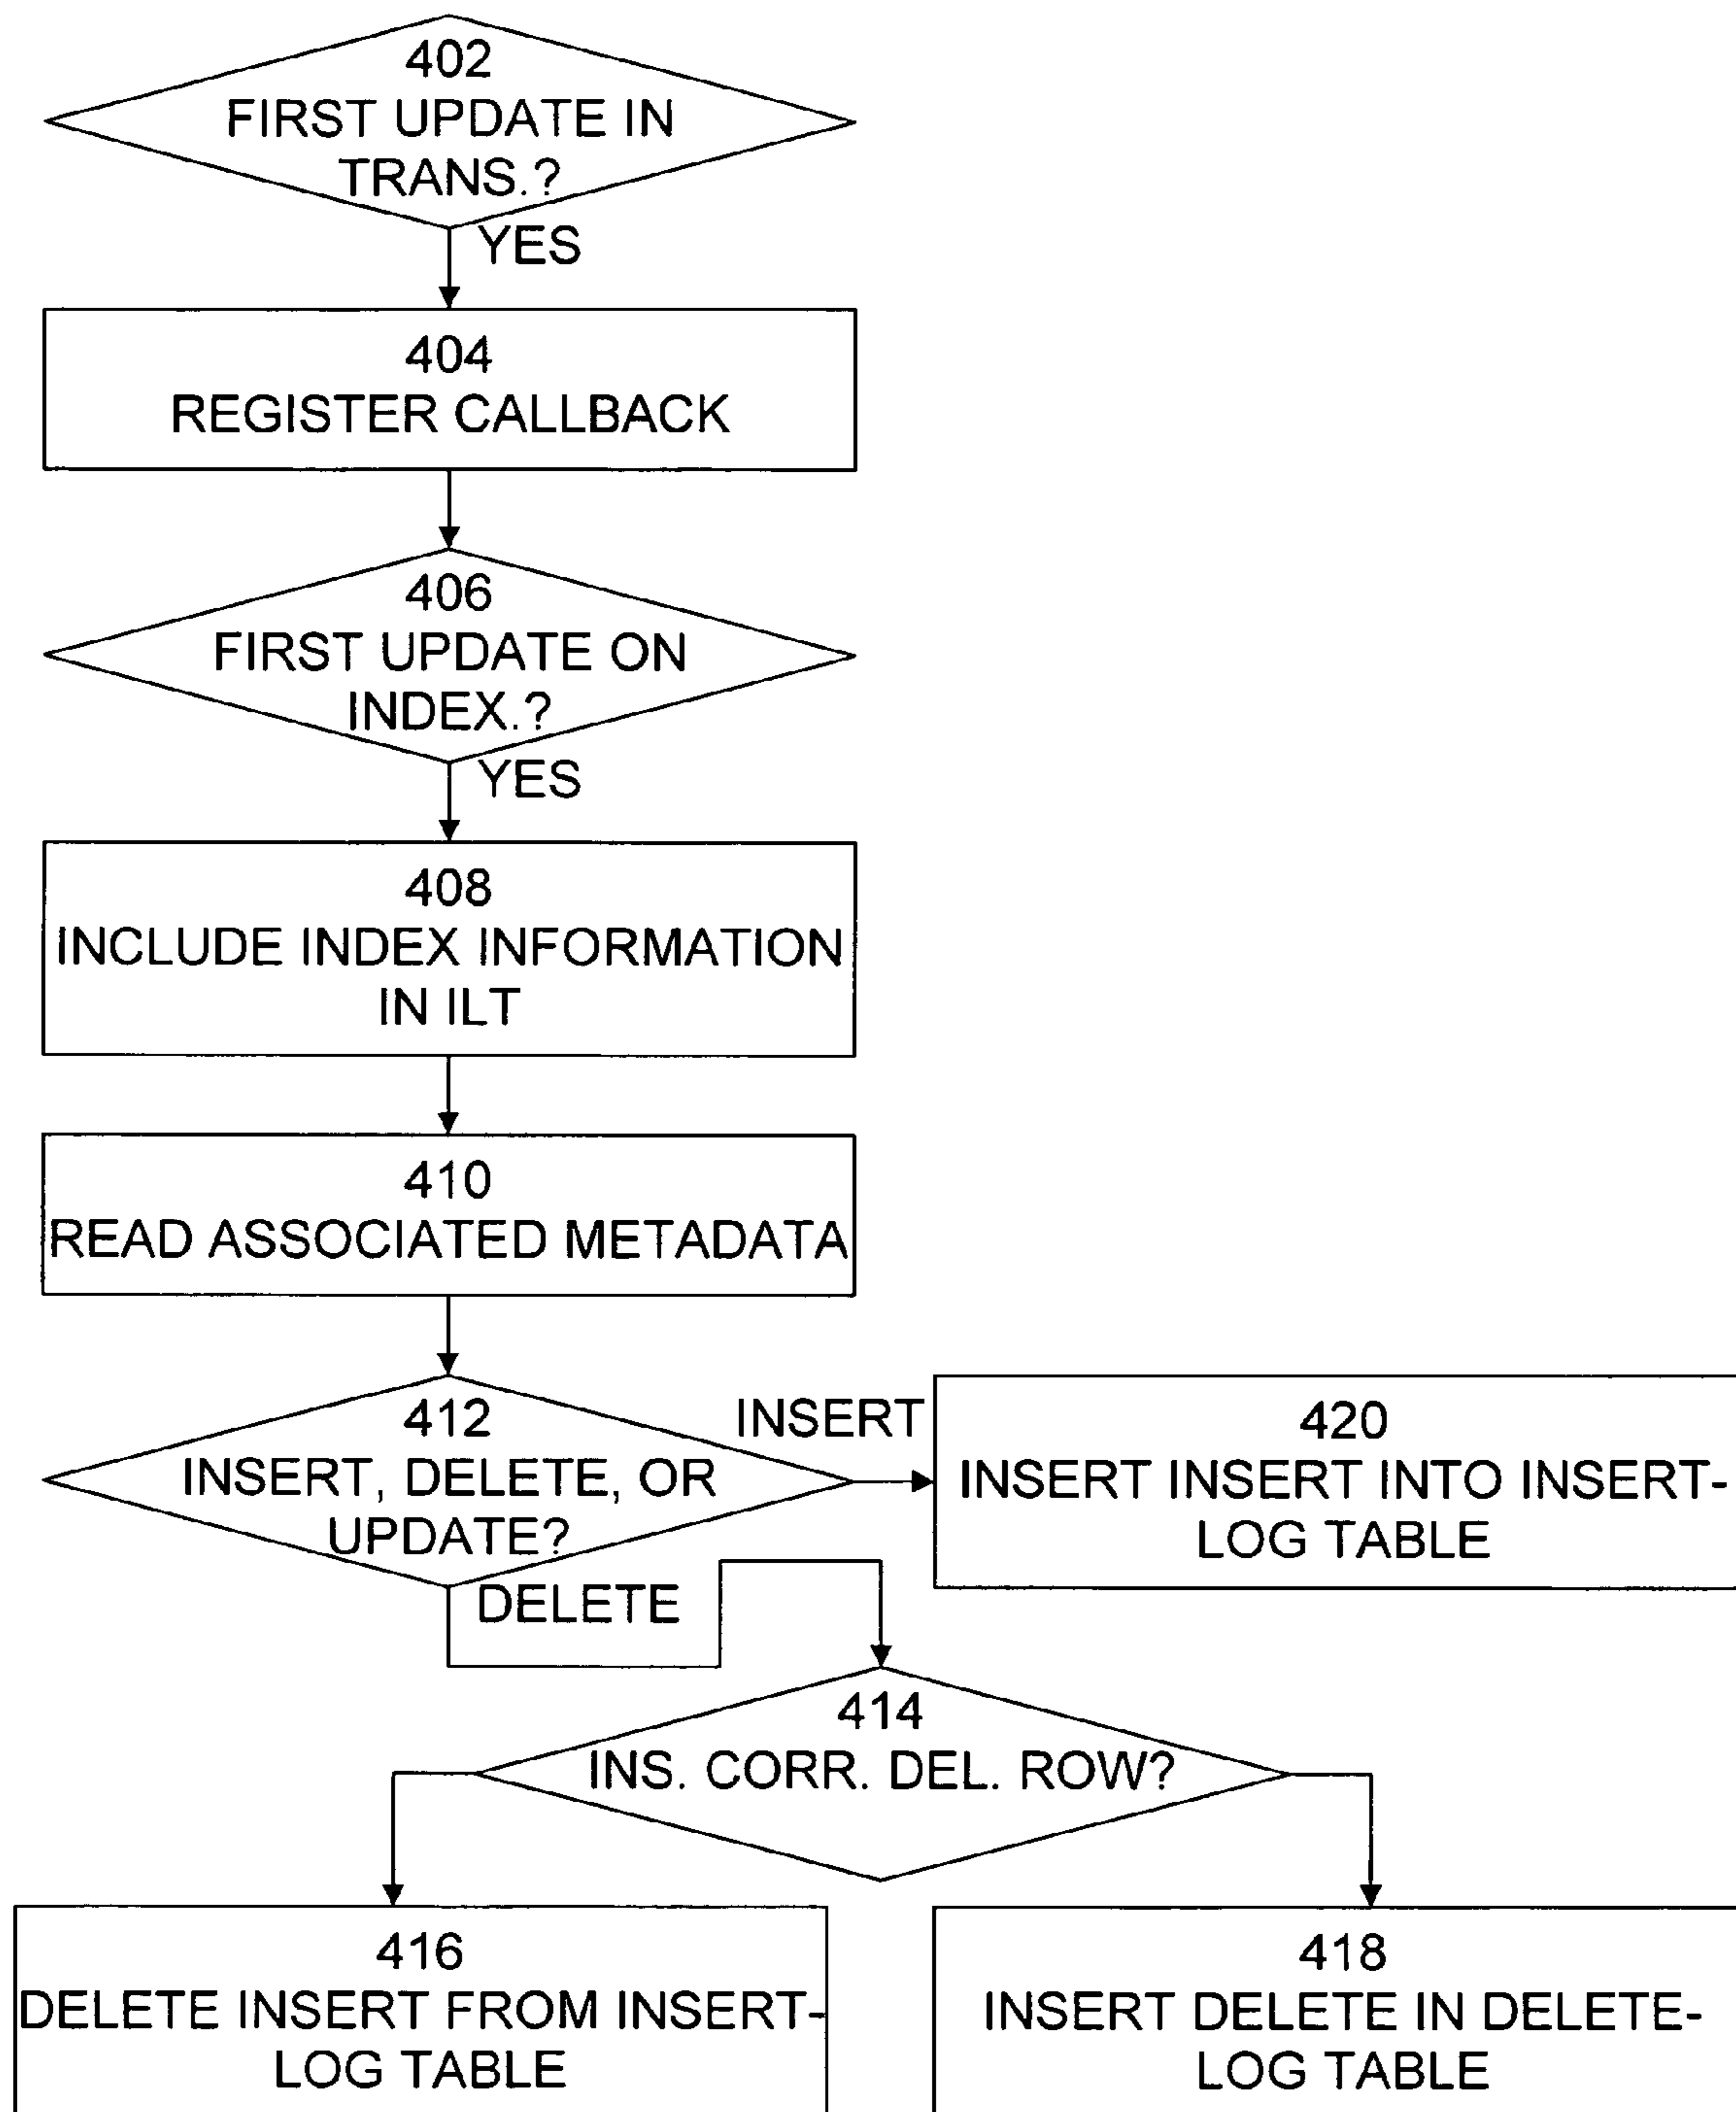 402
FIRST UPDATE IN
TRANS.?
YES
404
REGISTER CALLBACK
406
FIRST UPDATE ON
INDEX.?
YES
408
INCLUDE INDEX INFORMATION
IN ILT
410
READ ASSOCIATED METADATA
412
INSERT, DELETE, OR
UPDATE?
INSERT
420
INSERT INSERT INTO INSERT-
LOG TABLE
DELETE
414
INS. CORR. DEL. ROW?
416
DELETE INSERT FROM INSERT-
LOG TABLE
418
INSERT DELETE IN DELETE-
LOG TABLE